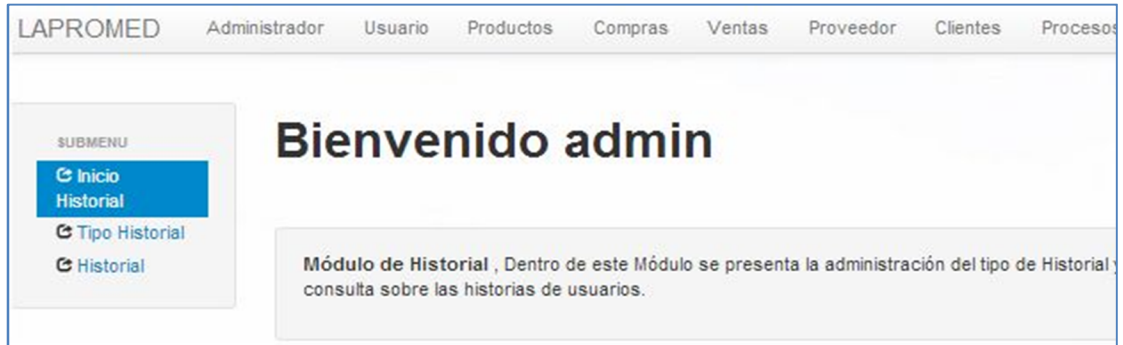 LAPROMED Administrador Usuario Productos Compras Ventas Proveedor Clientes Procesos
SUBMENU
Inicio
Historial
Tipo Historial
Historial
Bienvenido admin
Módulo de Historial , Dentro de este Módulo se presenta la administración del tipo de Historial y
consulta sobre las historias de usuarios.